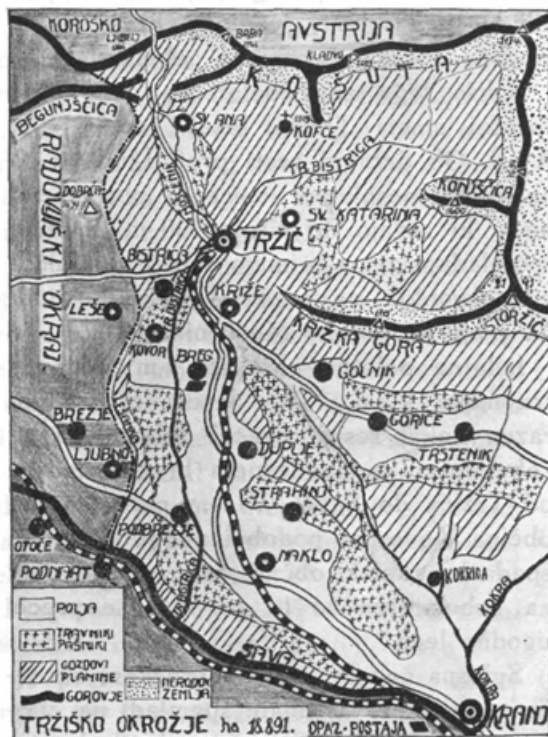 KOROŠKO
AVSTRIJA
BABA
KLADVO
KOŠUTA
BEGUNJŠČICA
SV. ANA
KOFCE
TR. BISTRICA
KONJŠČICA
RADOVLJIŠKI OKRAJ
DOBRČA
SV. KATARINA
TRŽIČ
BISTRICA
STORŽIČ
LEŠE
KRIŽE
KRIŽKA GORA
KOVOR
BREG
GOLNIK
BREZJE
GORIČE
LJUBNO
DUPLJE
TRSTENIK
STRAHINJ
PODBREZJE
OTOČE
NAKLO
PODNART
KOKRICA
KOKRA
POLJA
TRAVNIKI
PAŠNIKI
GOZDOVI
PLANINE
SAVA
NERODOV.
ZEMLJA
GOROVJE
KRANJ
TRŽIŠKO OKROŽJE ha 18.891.
OPAZ-POSTAJA